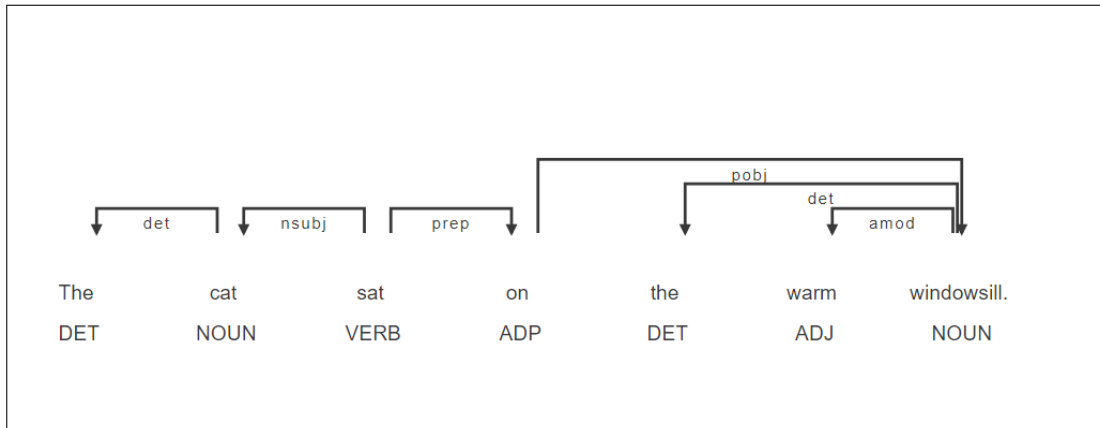 pobj
det
det nsubj prep amod
The cat sat on the warm windowsill.
DET NOUN VERB ADP DET ADJ NOUN